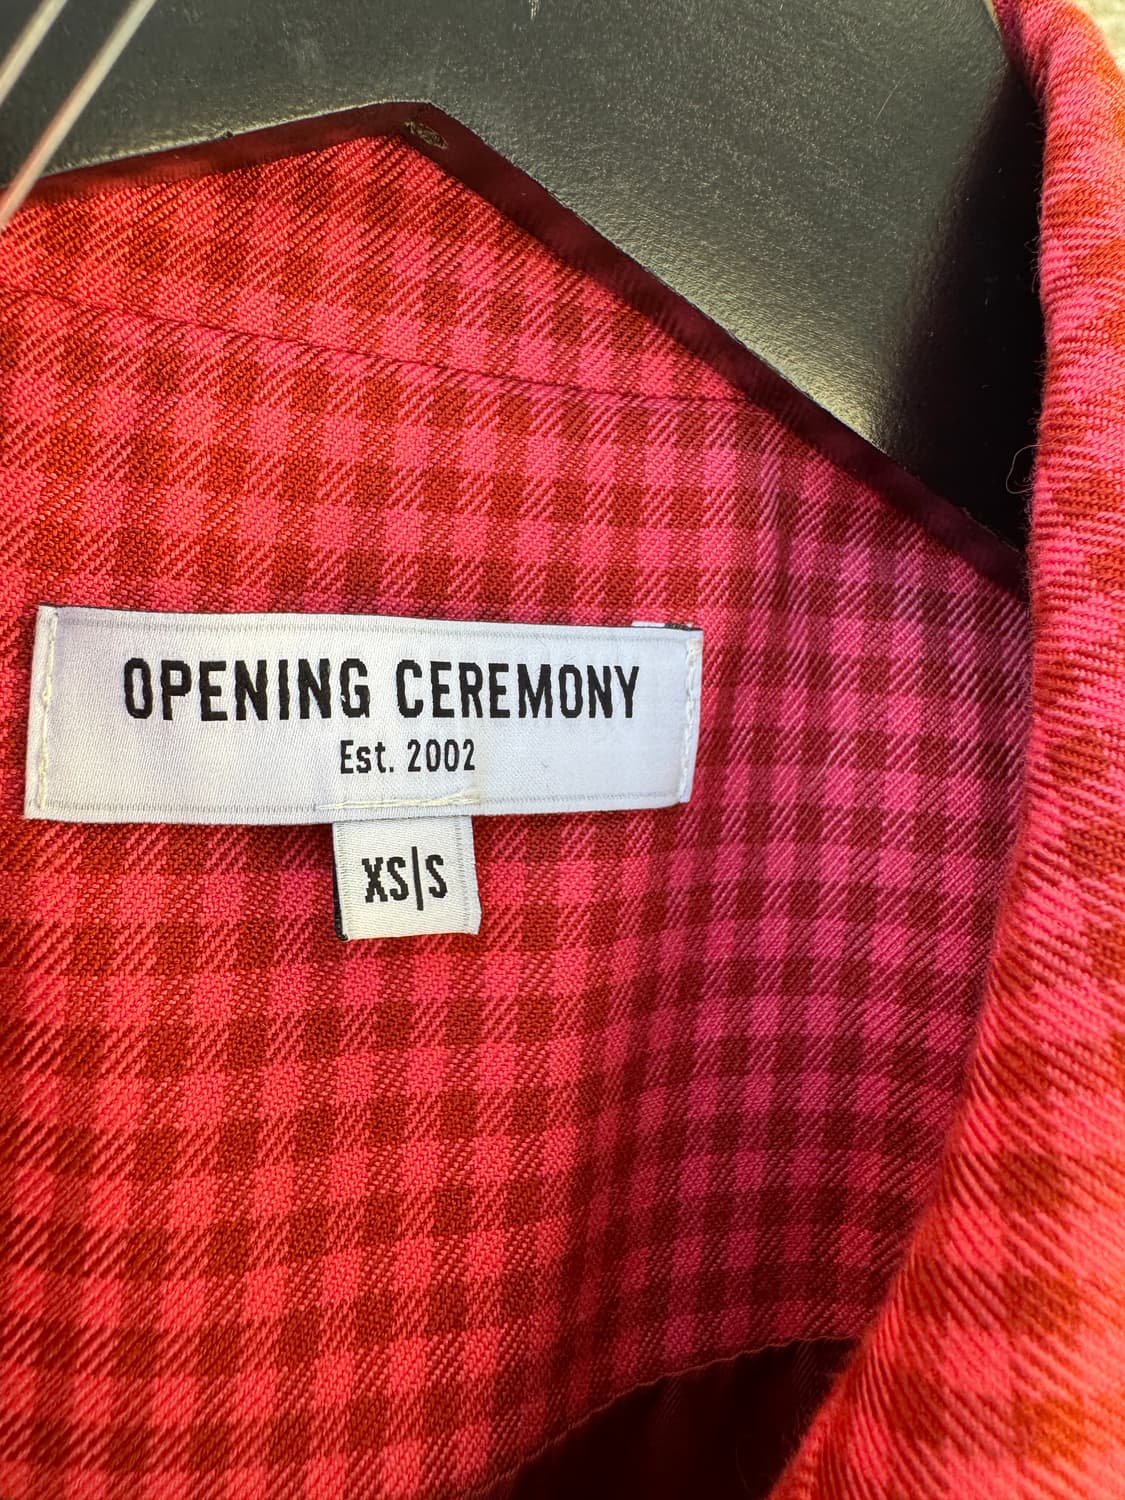 OPENING CEREMONY
Est. 2002
XS|S